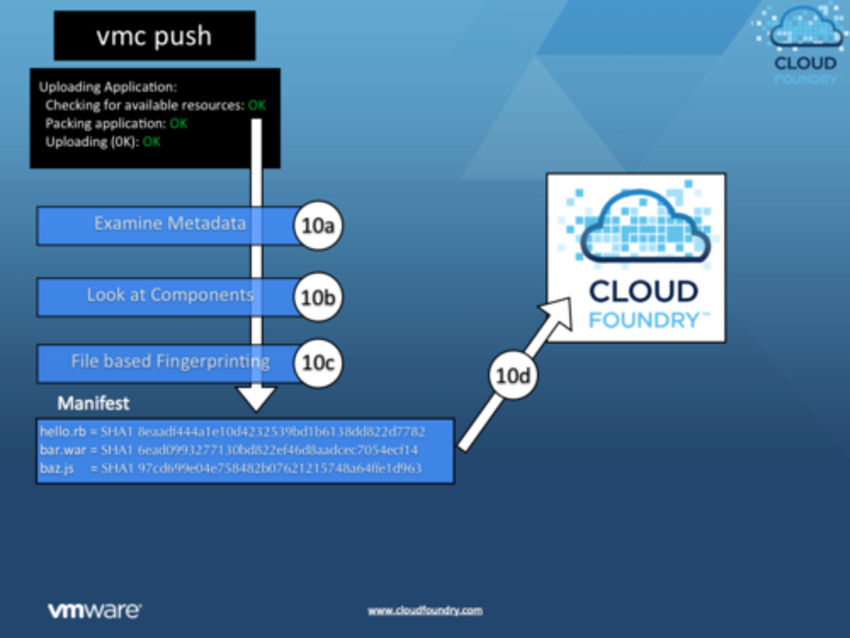 vmc push
CLOUD
FOUNDRY
Uploading Application:
Checking for available resources: OK
Packing application: OK
Uploading (0K): OK
Examine Metadata 10a
Look at Components 10b
File based Fingerprinting 10c
CLOUD
FOUNDRY™
10d
Manifest
hello.rb = SHA1 8eaadf444a1e10d4232539bd1b6138dd822d7782
bar.war = SHA1 6ead0993277130bd822ef46d8aadcec7054ecf14
baz.js = SHA1 97cd699e04e758482b07621215748a64ffe1d963
vmware®
www.cloudfoundry.com